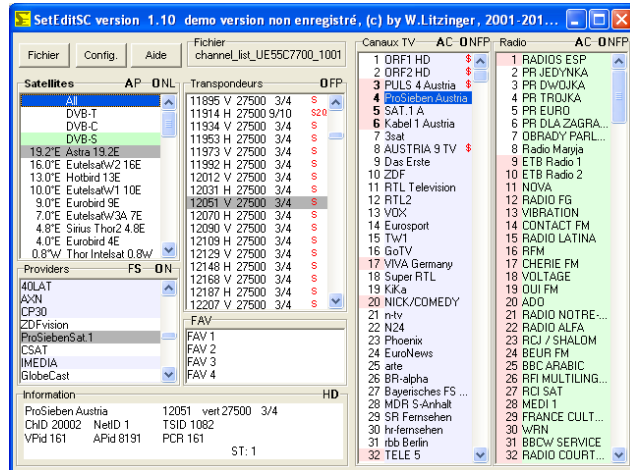 SetEditSC version 1.10 demo version non enregistré, (c) by W.Litzinger, 2001-201...
Fichier
Config.
Aide
Fichier
channel_list_UE55C7700_1001
Satellites AP ONL
All
DVB-T
DVB-C
DVB-S
19.2°E Astra 19.2E
16.0°E EutelsatW2 16E
13.0°E Hotbird 13E
10.0°E EutelsatW1 10E
9.0°E Eurobird 9E
7.0°E EutelsatW3A 7E
4.8°E Sirius Thor2 4.8E
4.0°E Eurobird 4E
0.8°W Thor Intelsat 0.8W
Transpondeurs OFP
11895 V 27500 3/4 S
11914 H 27500 9/10 S20
11934 V 27500 3/4 S
11953 H 27500 3/4 S
11973 V 27500 3/4 S
11992 H 27500 3/4 S
12012 V 27500 3/4 S
12031 H 27500 3/4 S
12051 V 27500 3/4 S
12070 H 27500 3/4 S
12090 V 27500 3/4 S
12109 H 27500 3/4 S
12129 V 27500 3/4 S
12148 H 27500 3/4 S
12168 V 27500 3/4 S
12187 H 27500 3/4 S
12207 V 27500 3/4 S
Providers FS ON
40LAT
AXN
CP30
ZDFvision
ProSiebenSat.1
CSAT
IMEDIA
GlobeCast
FAV
FAV 1
FAV 2
FAV 3
FAV 4
Information HD
ProSieben Austria 12051 vert 27500 3/4
ChID 20002 NetID 1 TSID 1082
VPid 161 APid 8191 PCR 161
ST: 1
Canaux TV AC ONFP
1 ORF1 HD $
2 ORF2 HD $
3 PULS 4 Austria $
4 ProSieben Austria
5 SAT.1 A
6 Kabel 1 Austria
7 3sat
8 AUSTRIA 9 TV $
9 Das Erste
10 ZDF
11 RTL Television
12 RTL2
13 VOX
14 Eurosport
15 TW1
16 GoTV
17 VIVA Germany
18 Super RTL
19 KiKa
20 NICK/COMEDY
21 n-tv
22 N24
23 Phoenix
24 EuroNews
25 arte
26 BR-alpha
27 Bayerisches FS ...
28 MDR S-Anhalt
29 SR Fernsehen
30 hr-fernsehen
31 rbb Berlin
32 TELE 5
Radio AC ONFP
1 RADIOS ESP
2 PR JEDYNKA
3 PR DWOJKA
4 PR TROJKA
5 PR EURO
6 PR DLA ZAGRA...
7 OBRADY PARL...
8 Radio Maryja
9 ETB Radio 1
10 ETB Radio 2
11 NOVA
12 RADIO FG
13 VIBRATION
14 CONTACT FM
15 RADIO LATINA
16 RFM
17 CHERIE FM
18 VOLTAGE
19 OUI FM
20 ADO
21 RADIO NOTRE-...
22 RADIO ALFA
23 RCJ / SHALOM
24 BEUR FM
25 BBC ARABIC
26 RFI MULTILING...
27 RCI SAT
28 MEDI 1
29 FRANCE CULT...
30 WRN
31 BBCW SERVICE
32 RADIO COURT...